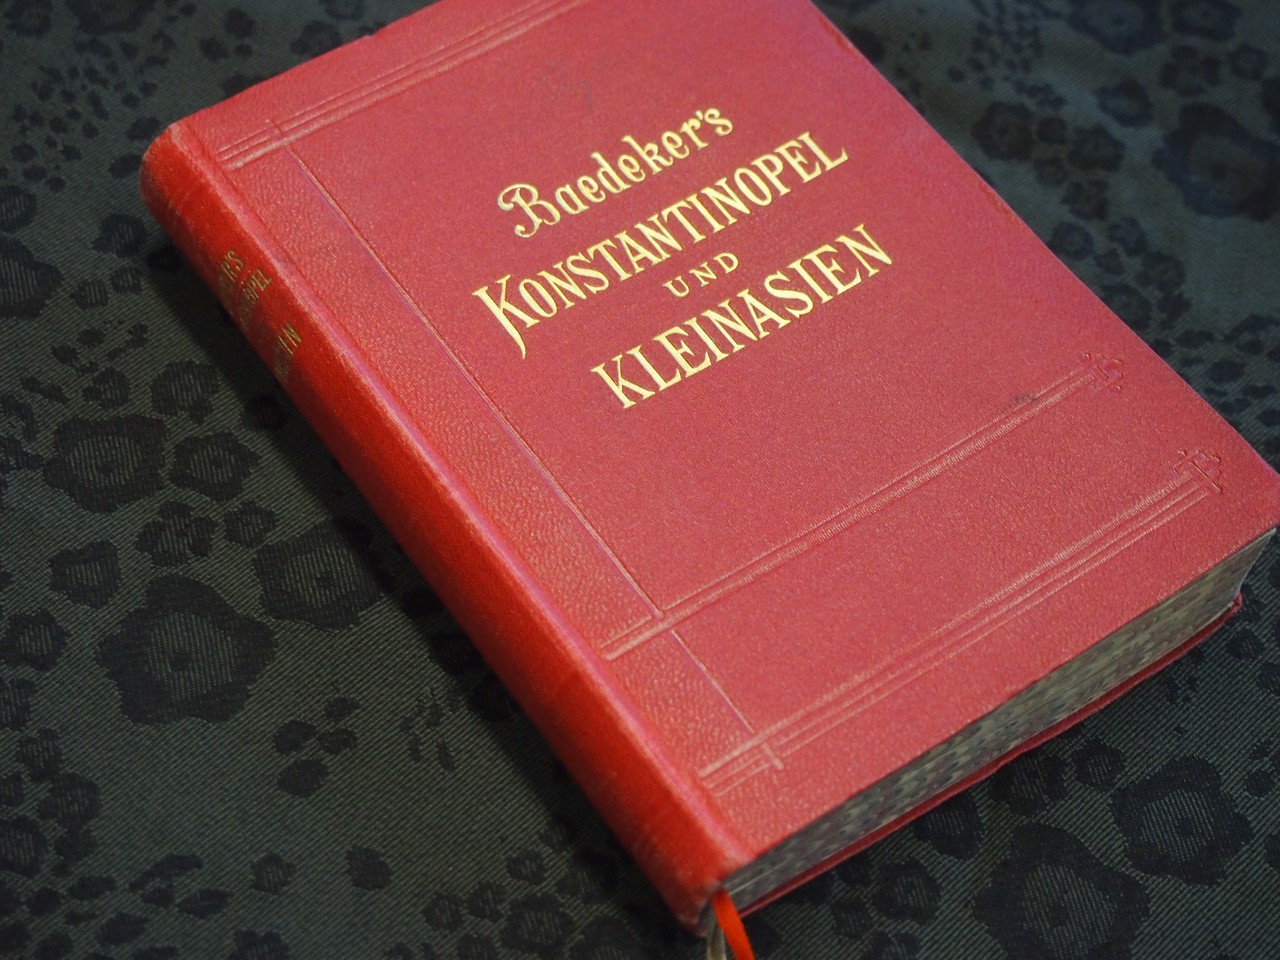 Baedeker's
KONSTANTINOPEL
UND
KLEINASIEN